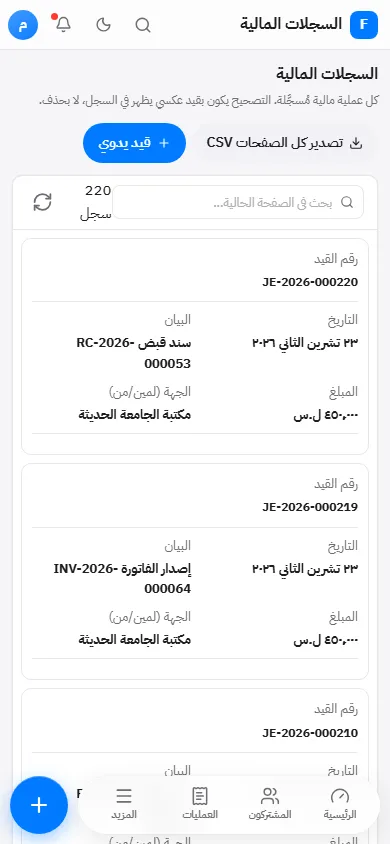 F السجلات المالية م
السجلات المالية
كل عملية مالية مُسجَّلة. التصحيح يكون بقيد عكسي يظهر في السجل، لا بحذف.
تصدير كل الصفحات CSV
+ قيد يدوي
بحث في الصفحة الحالية...
220
سجل
رقم القيد
JE-2026-000220
التاريخ
٢٣ تشرين الثاني ٢٠٢٦
البيان
سند قبض RC-2026-
000053
المبلغ
٤٥٠,٠٠٠ ل.س
الجهة (لمين/من)
مكتبة الجامعة الحديثة
رقم القيد
JE-2026-000219
التاريخ
٢٣ تشرين الثاني ٢٠٢٦
البيان
إصدار الفاتورة INV-2026-
000064
المبلغ
٤٥٠,٠٠٠ ل.س
الجهة (لمين/من)
مكتبة الجامعة الحديثة
رقم القيد
JE-2026-000210
التاريخ
البيان
الرئيسية
المشتركون
العمليات
المزيد
+